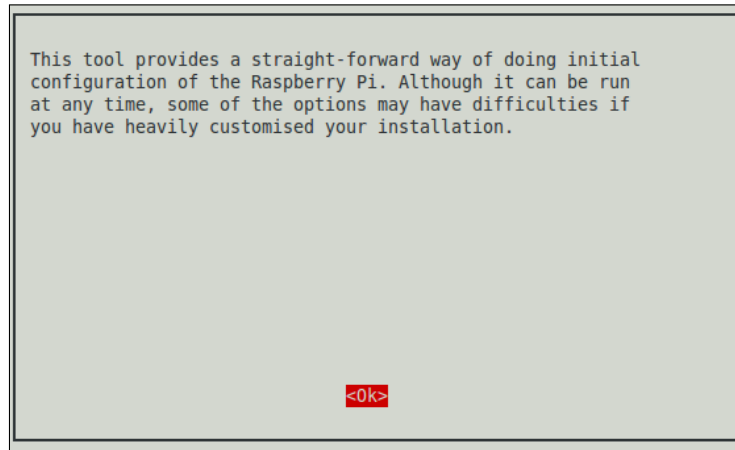 This tool provides a straight-forward way of doing initial
configuration of the Raspberry Pi. Although it can be run
at any time, some of the options may have difficulties if
you have heavily customised your installation.
<Ok>